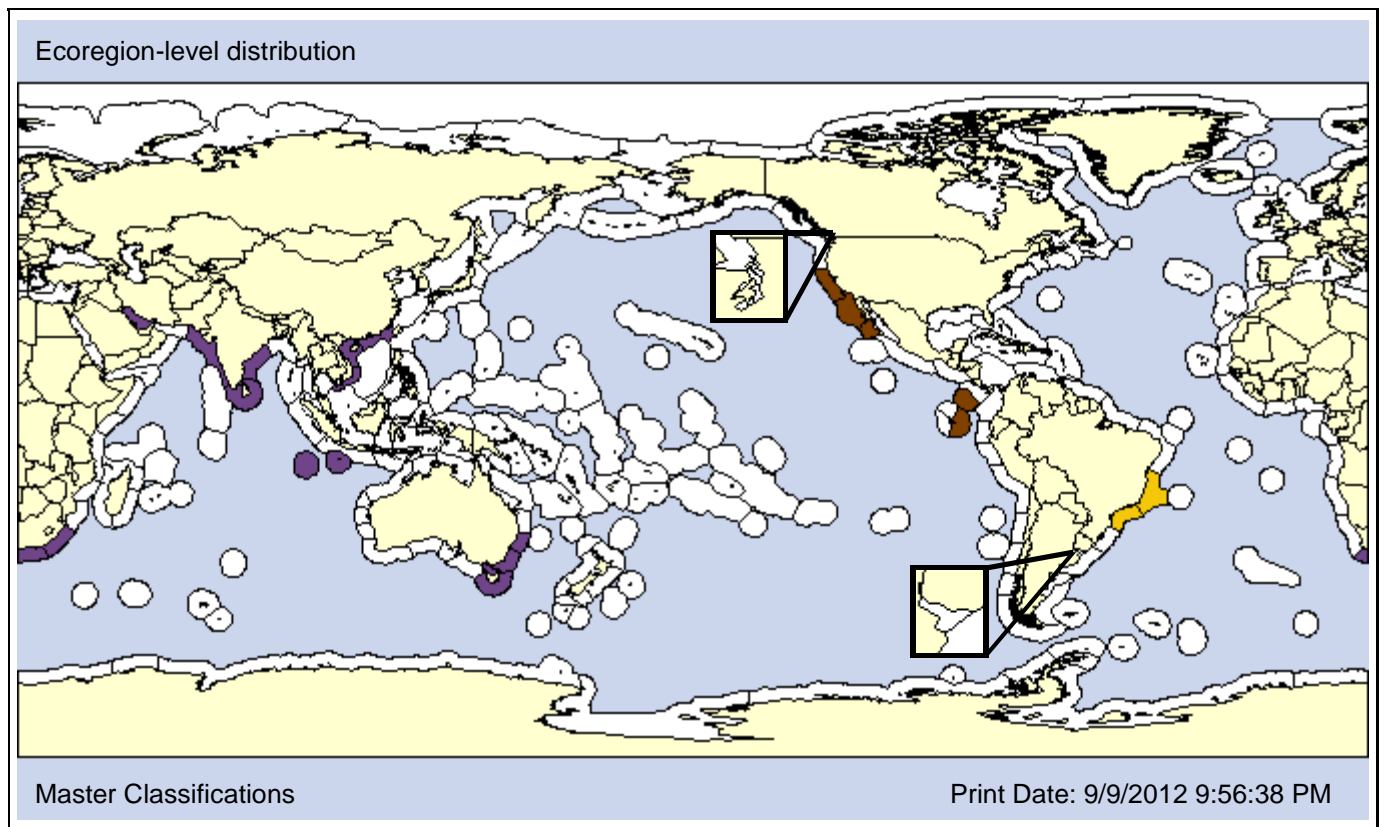 Ecoregion-level distribution
Master Classifications
Print Date: 9/9/2012 9:56:38 PM